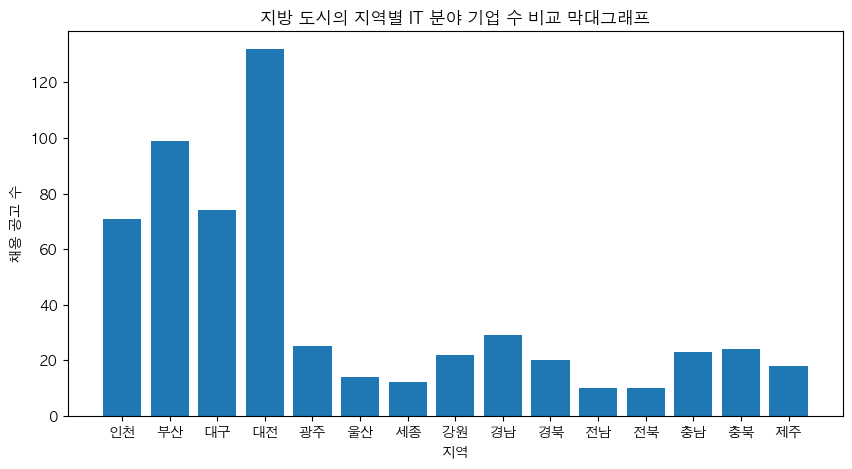 지방 도시의 지역별 IT 분야 기업 수 비교 막대그래프
채용 공고 수
120
100
80
60
40
20
0
인천 부산 대구 대전 광주 울산 세종 강원 경남 경북 전남 전북 충남 충북 제주
지역